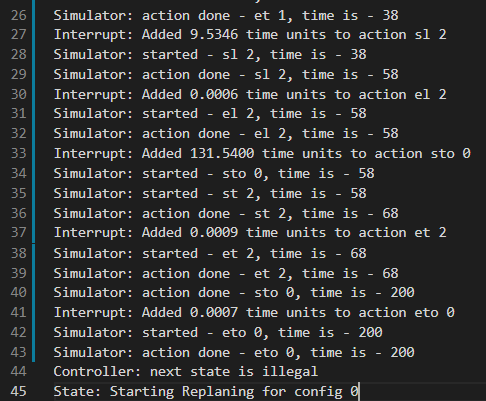 26 Simulator: action done - et 1, time is - 38
27 Interrupt: Added 9.5346 time units to action sl 2
28 Simulator: started - sl 2, time is - 38
29 Simulator: action done - sl 2, time is - 58
30 Interrupt: Added 0.0006 time units to action el 2
31 Simulator: started - el 2, time is - 58
32 Simulator: action done - el 2, time is - 58
33 Interrupt: Added 131.5400 time units to action sto 0
34 Simulator: started - sto 0, time is - 58
35 Simulator: started - st 2, time is - 58
36 Simulator: action done - st 2, time is - 68
37 Interrupt: Added 0.0009 time units to action et 2
38 Simulator: started - et 2, time is - 68
39 Simulator: action done - et 2, time is - 68
40 Simulator: action done - sto 0, time is - 200
41 Interrupt: Added 0.0007 time units to action eto 0
42 Simulator: started - eto 0, time is - 200
43 Simulator: action done - eto 0, time is - 200
44 Controller: next state is illegal
45 State: Starting Replaning for config 0